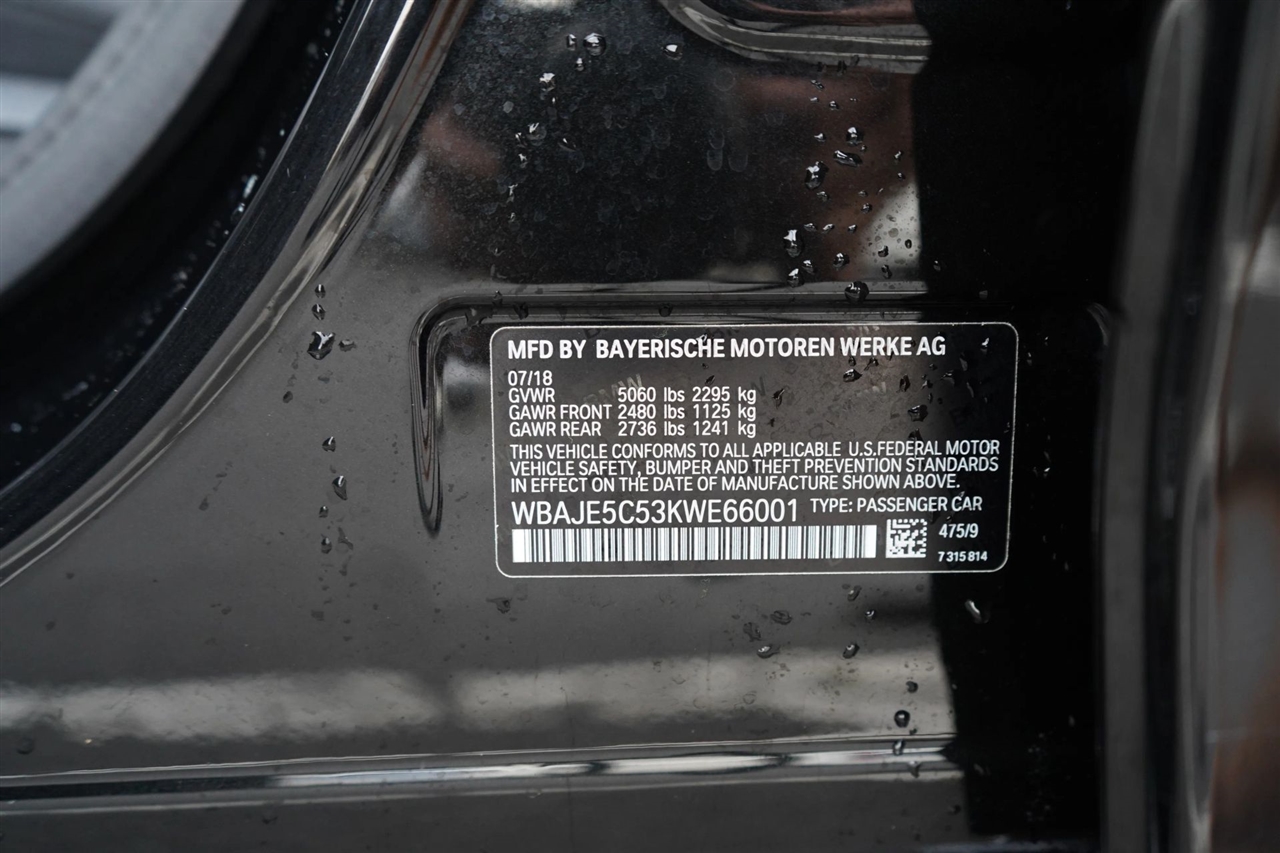 MFD BY BAYERISCHE MOTOREN WERKE AG
07/18
GVWR 5060 lbs 2295 kg
GAWR FRONT 2480 lbs 1125 kg
GAWR REAR 2736 lbs 1241 kg
THIS VEHICLE CONFORMS TO ALL APPLICABLE U.S.FEDERAL MOTOR
VEHICLE SAFETY, BUMPER AND THEFT PREVENTION STANDARDS
IN EFFECT ON THE DATE OF MANUFACTURE SHOWN ABOVE.
WBAJE5C53KWE66001 TYPE: PASSENGER CAR
475/9
7 315 814